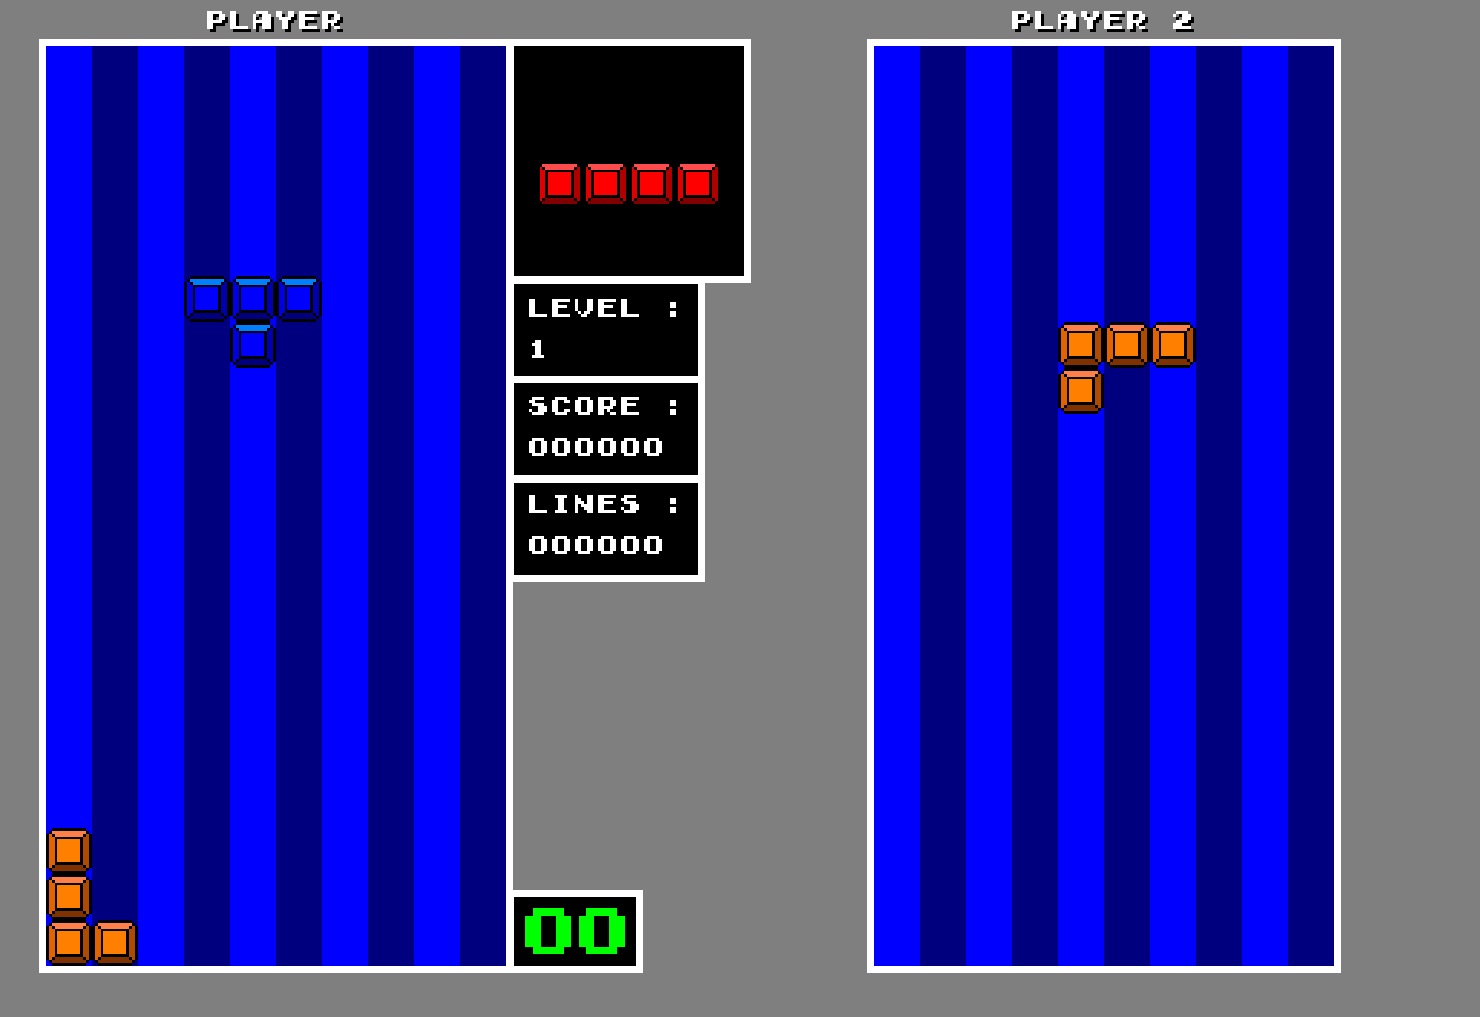 PLAYER
PLAYER 2
LEVEL :
1
SCORE :
000000
LINES :
000000
00